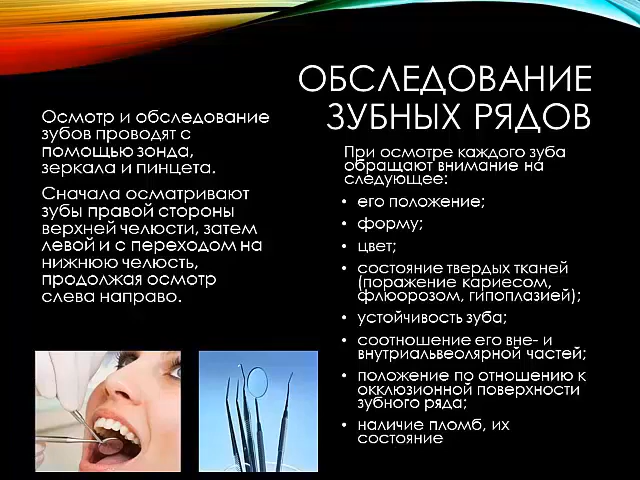 ОБСЛЕДОВАНИЕ
ЗУБНЫХ РЯДОВ
Осмотр и обследование
зубов проводят с
помощью зонда,
зеркала и пинцета.
Сначала осматривают
зубы правой стороны
верхней челюсти, затем
левой и с переходом на
нижнюю челюсть,
продолжая осмотр
слева направо.
При осмотре каждого зуба
обращают внимание на
следующее:
• его положение;
• форму;
• цвет;
• состояние твердых тканей
(поражение кариесом,
флюорозом, гипоплазией);
• устойчивость зуба;
• соотношение его вне- и
внутриальвеолярной частей;
• положение по отношению к
окклюзионной поверхности
зубного ряда;
• наличие пломб, их
состояние